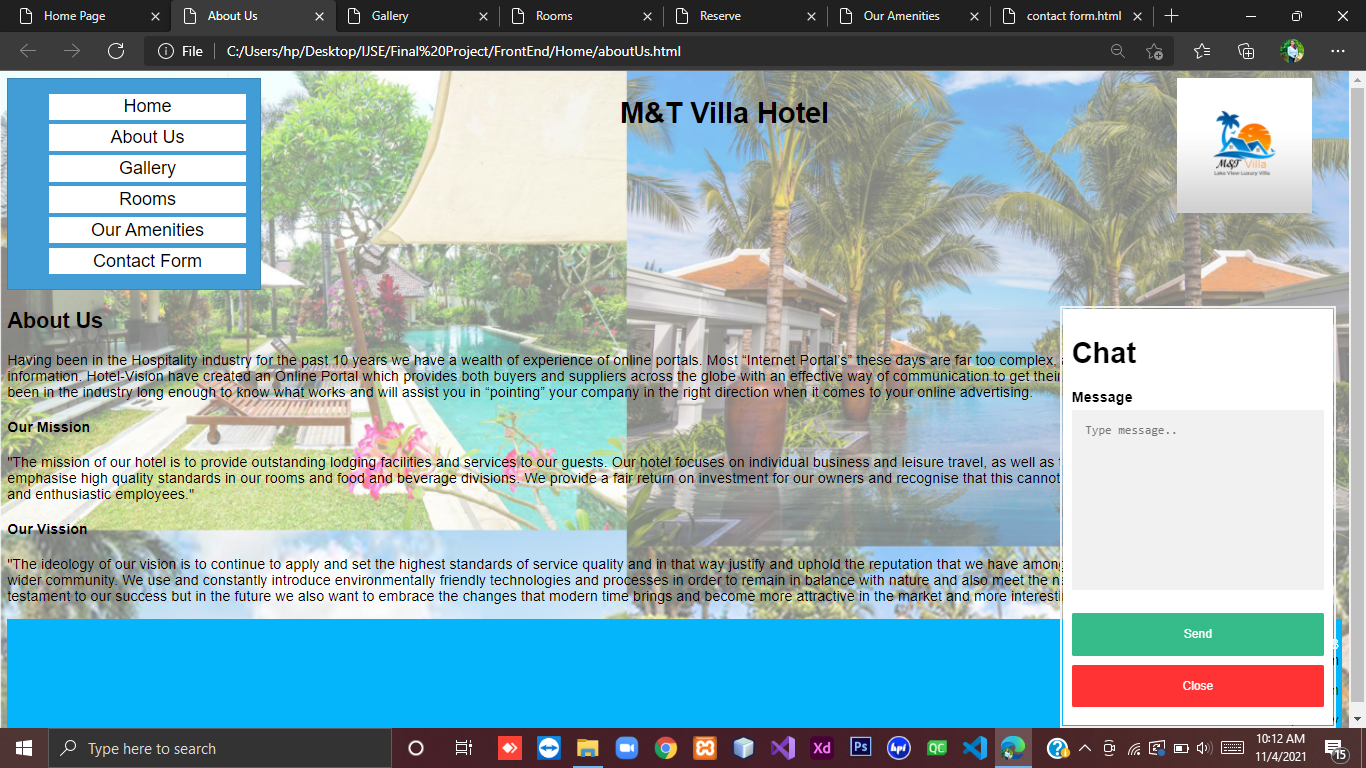 Home Page
About Us
Gallery
Rooms
Reserve
Our Amenities
contact form.html
File
C:/Users/hp/Desktop/IJSE/Final%20Project/FrontEnd/Home/aboutUs.html
Home
About Us
Gallery
Rooms
Our Amenities
Contact Form
M&T Villa Hotel
M&T Villa
Lake View Luxury Villa
About Us
Having been in the Hospitality industry for the past 10 years we have a wealth of experience of online portals. Most “Internet Portal’s” these days are far too complex,
information. Hotel-Vision have created an Online Portal which provides both buyers and suppliers across the globe with an effective way of communication to get their
been in the industry long enough to know what works and will assist you in “pointing” your company in the right direction when it comes to your online advertising.
Our Mission
"The mission of our hotel is to provide outstanding lodging facilities and services to our guests. Our hotel focuses on individual business and leisure travel, as well as
emphasise high quality standards in our rooms and food and beverage divisions. We provide a fair return on investment for our owners and recognise that this cannot
and enthusiastic employees."
Our Vission
"The ideology of our vision is to continue to apply and set the highest standards of service quality and in that way justify and uphold the reputation that we have among
wider community. We use and constantly introduce environmentally friendly technologies and processes in order to remain in balance with nature and also meet the
testament to our success but in the future we also want to embrace the changes that modern time brings and become more attractive in the market and more
Chat
Message
Type message..
Send
Close
Type here to search
Xd
Ps
hpf
QC
10:12 AM
11/4/2021
15